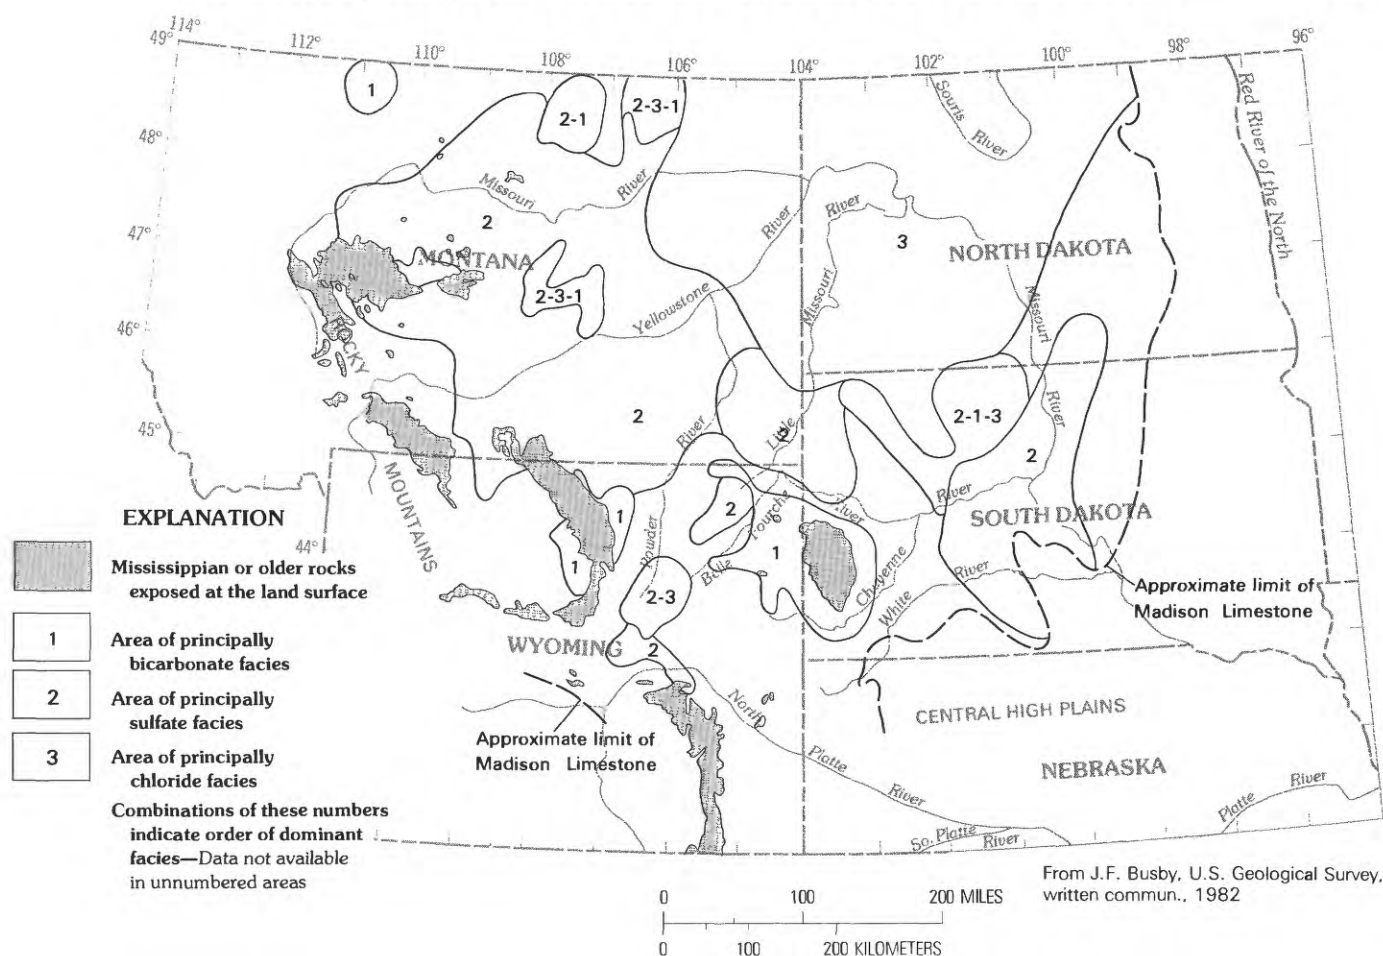 114°
49°
112°
110°
108°
106°
104°
102°
100°
98°
96°
1
2-1
2-3-1
Souris
River
Red River of the North
48°
Missouri
River
2
River
River
3
47°
MONTANA
NORTH DAKOTA
2-3-1
Yellowstone
Missouri
Missouri
46°
ROCKY
2-1-3
River
2
River
Little
2
45°
MOUNTAINS
2
Fourche
River
River
SOUTH DAKOTA
EXPLANATION
44°
1
Powder
Belle
1
Cheyenne
1
River
White
Approximate limit of
Madison Limestone
Mississippian or older rocks
exposed at the land surface
2-3
1
Area of principally
bicarbonate facies
WYOMING
2
2
Area of principally
sulfate facies
North
CENTRAL HIGH PLAINS
Approximate limit of
Madison Limestone
3
Area of principally
chloride facies
Platte
River
NEBRASKA
Platte
River
Combinations of these numbers
indicate order of dominant
facies—Data not available
in unnumbered areas
So. Platte
River
From J.F. Busby, U.S. Geological Survey,
written commun., 1982
0 100 200 MILES
0 100 200 KILOMETERS